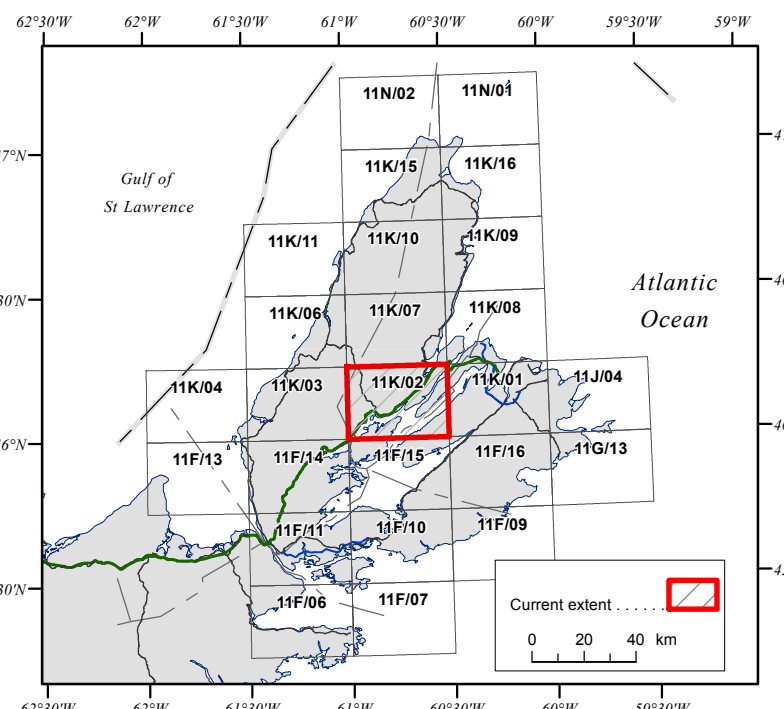 62°30'W 62°W 61°30'W 61°W 60°30'W 60°W 59°30'W 59°W
11N/02 11N/01
7°N
11K/15 11K/16
Gulf of
St Lawrence
11K/11 11K/10 11K/09
Atlantic
Ocean
30'N
11K/06 11K/07 11K/08
11K/04 11K/03 11K/02 11K/01 11J/04
6°N
11F/13 11F/14 11F/15 11F/16 11G/13
11F/11 11F/10 11F/09
30'N
11F/06 11F/07
Current extent . . . . . .
0 20 40 km
62°30'W 62°W 61°30'W 61°W 60°30'W 60°W 59°30'W